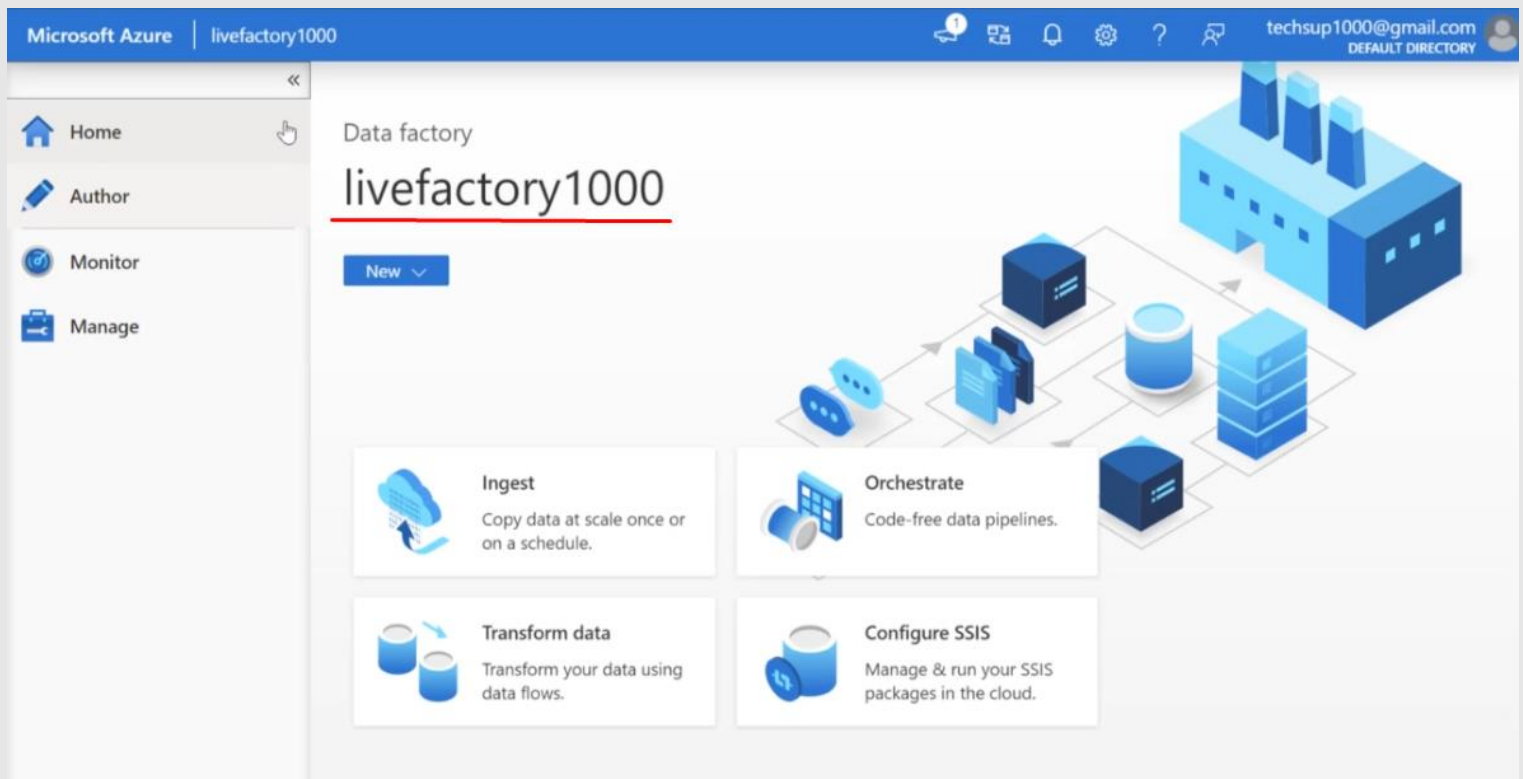 Microsoft Azure
livefactory1000
1
?
techsup1000@gmail.com
DEFAULT DIRECTORY
«
Home
Author
Monitor
Manage
Data factory
livefactory1000
New
Ingest
Copy data at scale once or
on a schedule.
Orchestrate
Code-free data pipelines.
Transform data
Transform your data using
data flows.
Configure SSIS
Manage & run your SSIS
packages in the cloud.